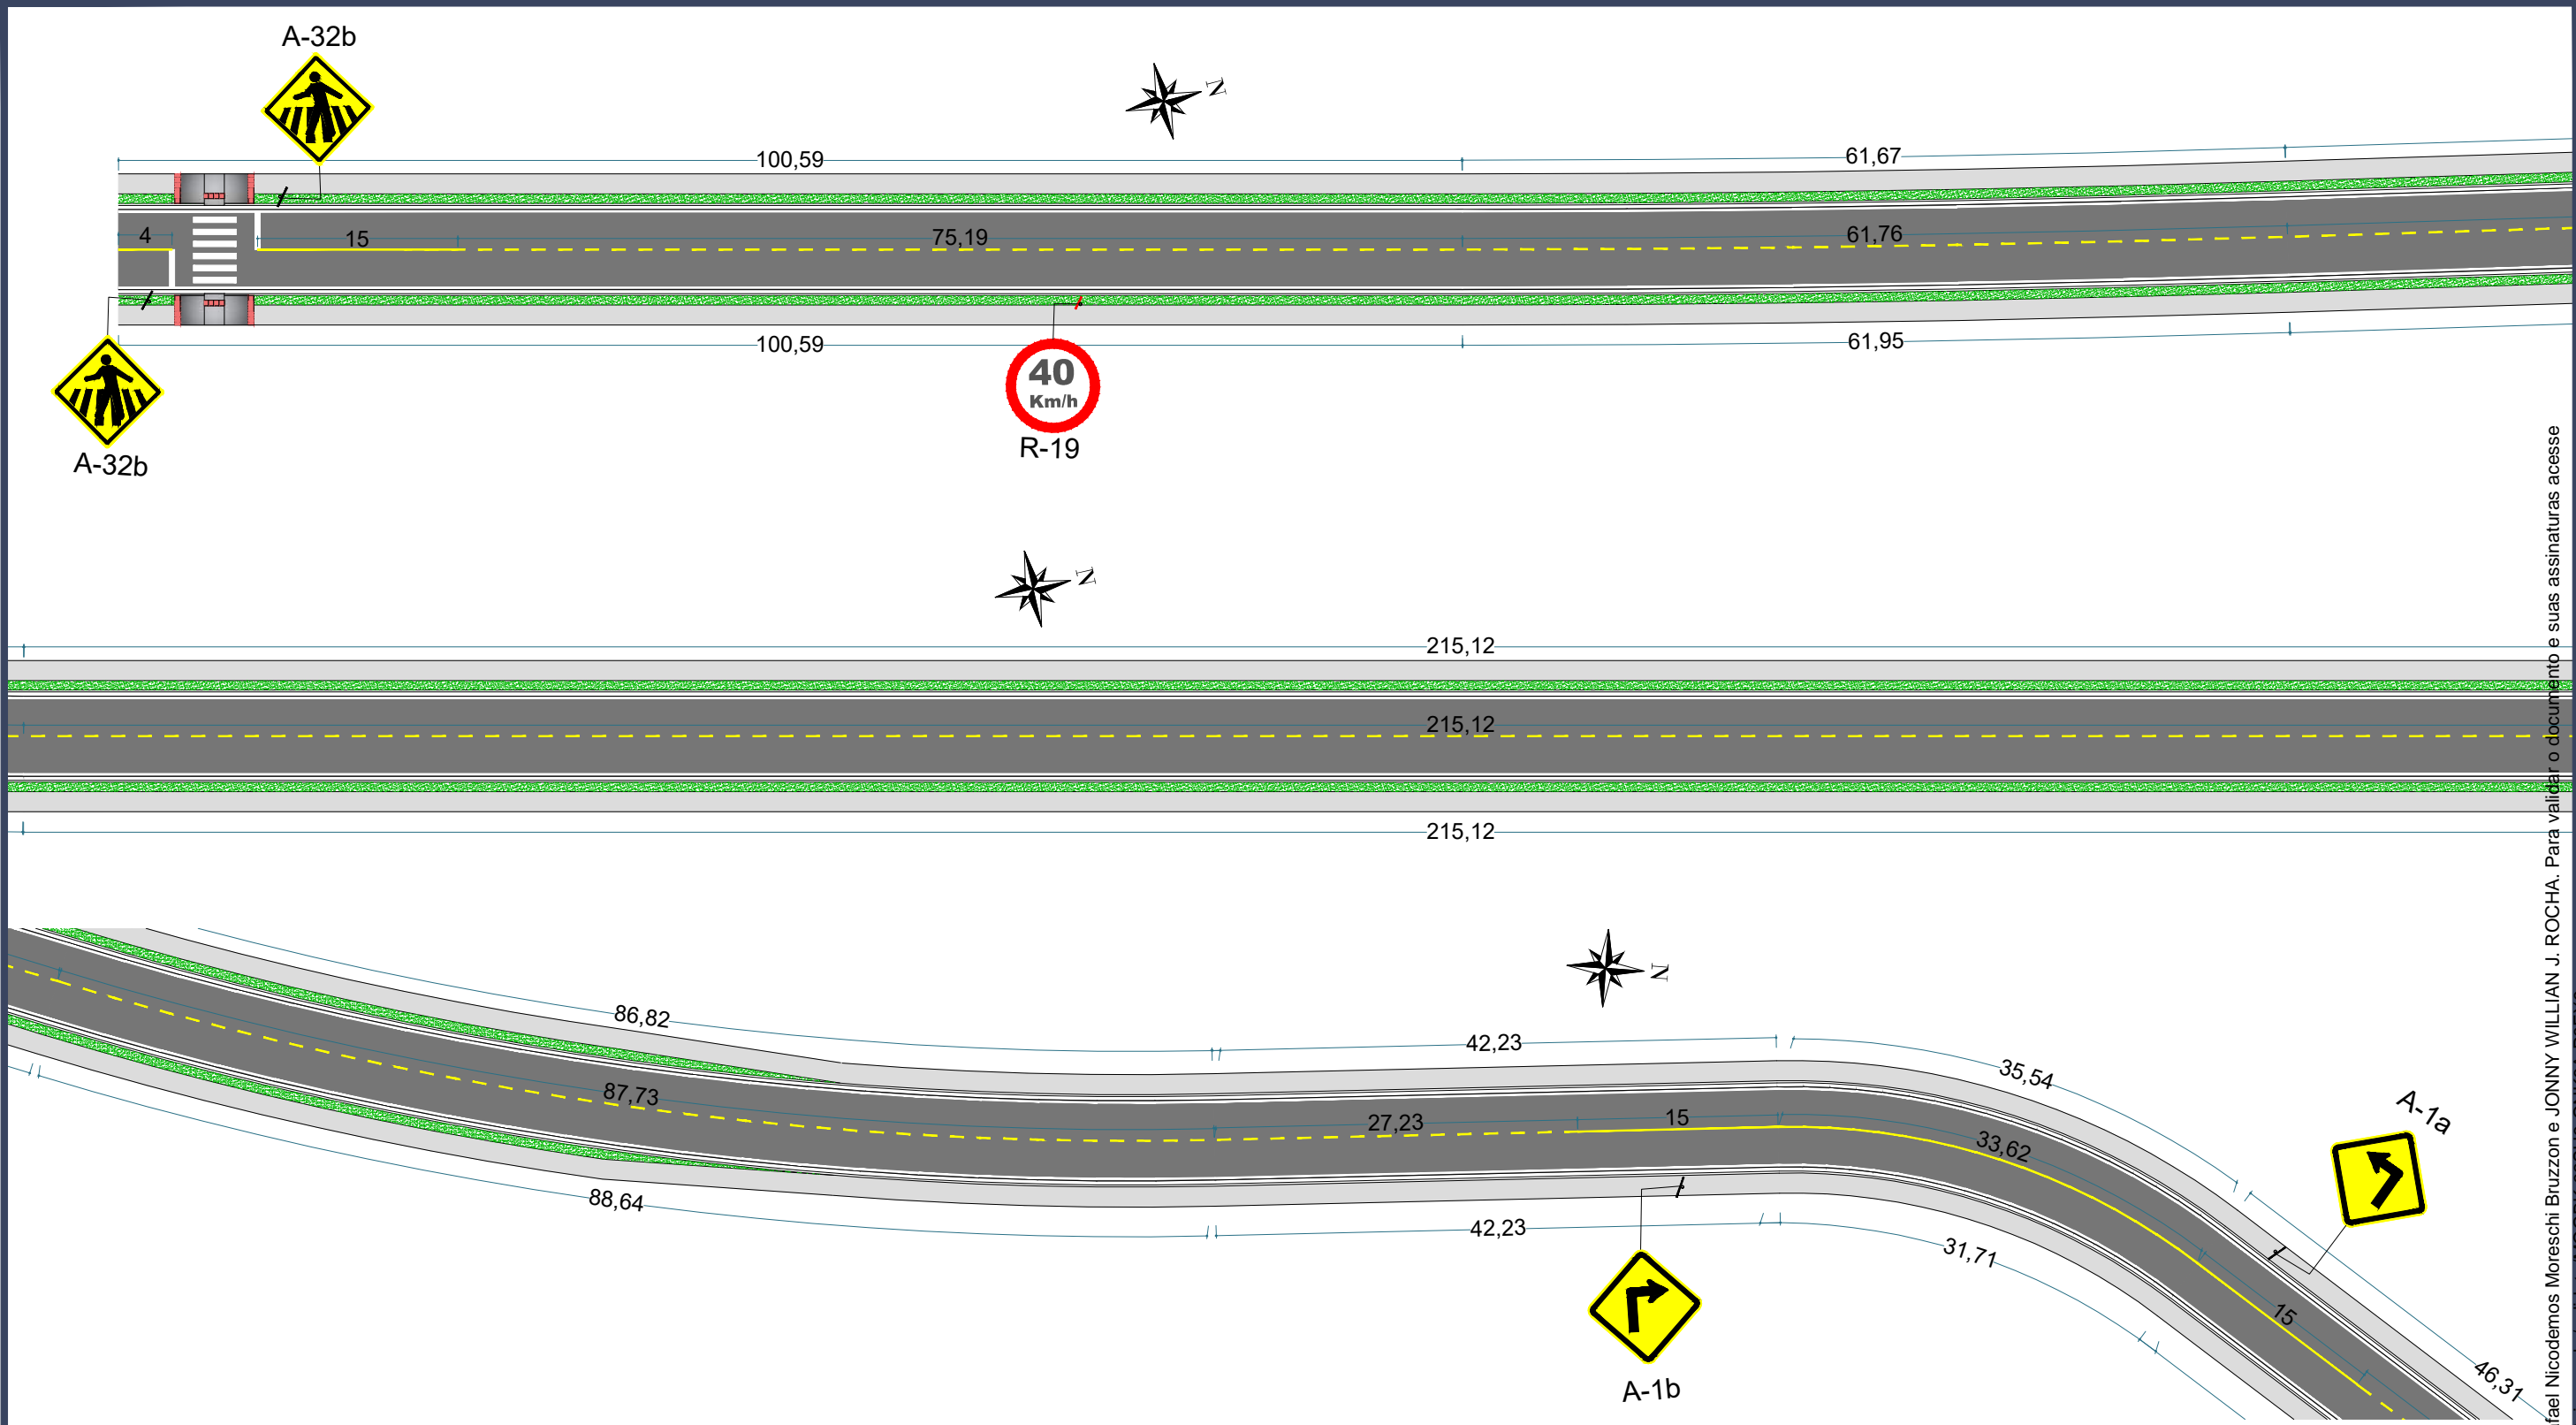 A-32b
N
100,59
61,67
4
15
75,19
61,76
100,59
61,95
40
Km/h
R-19
A-32b
N
215,12
215,12
215,12
N
86,82
42,23
35,54
A-1a
87,73
27,23
15
33,62
88,64
42,23
31,71
15
46,31
A-1b
fael Nicodemos Moreschi Bruzzon e JONNY WILLIAN J. ROCHA. Para validar o documento e suas assinaturas acesse